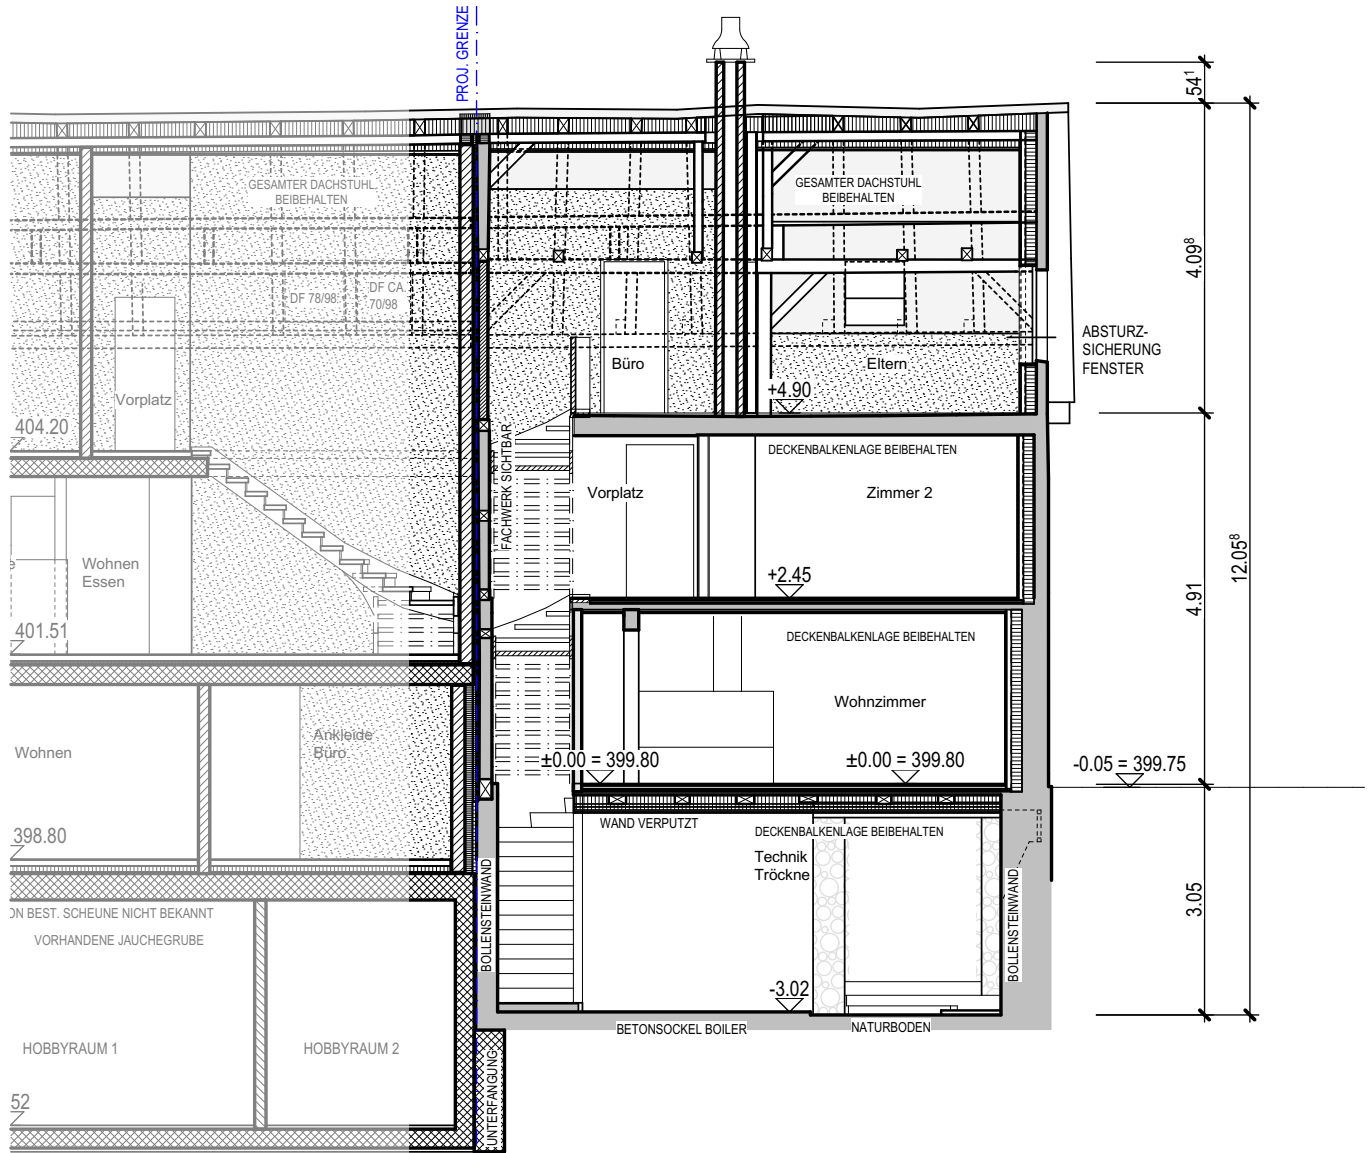 PROJ. GRENZE
54¹
GESAMTER DACHSTUHL
BEIBEHALTEN
GESAMTER DACHSTUHL
BEIBEHALTEN
4.09⁸
DF 78/98
DF CA.
70/98
ABSTURZ-
SICHERUNG
FENSTER
Büro
Eltern
+4.90
Vorplatz
404.20
FACHWERK SICHTBAR
DECKENBALKENLAGE BEIBEHALTEN
Vorplatz
Zimmer 2
12.05⁸
Wohnen
Essen
+2.45
4.91
401.51
DECKENBALKENLAGE BEIBEHALTEN
Wohnzimmer
Wohnen
Ankleide
Büro
±0.00 = 399.80
±0.00 = 399.80
-0.05 = 399.75
398.80
WAND VERPUTZT
DECKENBALKENLAGE BEIBEHALTEN
Technik
Tröckne
BOLLENSTEINWAND
BOLLENSTEINWAND
3.05
ON BEST. SCHEUNE NICHT BEKANNT
VORHANDENE JAUCHEGRUBE
-3.02
BETONSOCKEL BOILER
NATURBODEN
HOBBYRAUM 1
HOBBYRAUM 2
UNTERFANGUNG
52